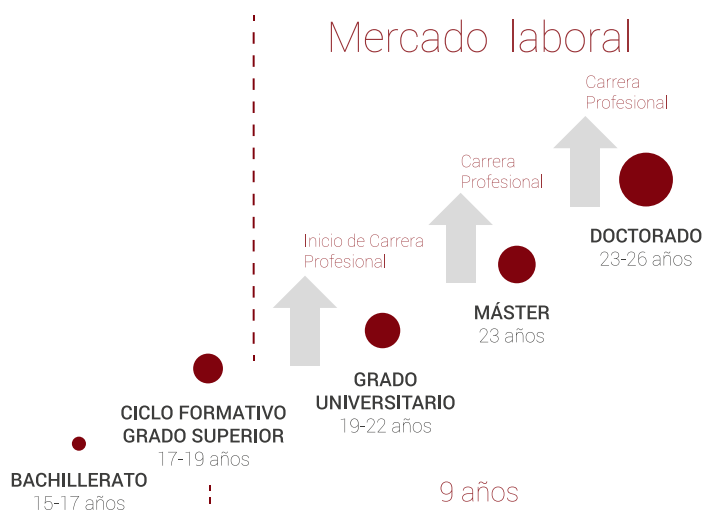 Mercado laboral
Carrera
Profesional
Carrera
Profesional
Inicio de Carrera
Profesional
DOCTORADO
23-26 años
MÁSTER
23 años
GRADO
UNIVERSITARIO
19-22 años
CICLO FORMATIVO
GRADO SUPERIOR
17-19 años
BACHILLERATO
15-17 años
9 años